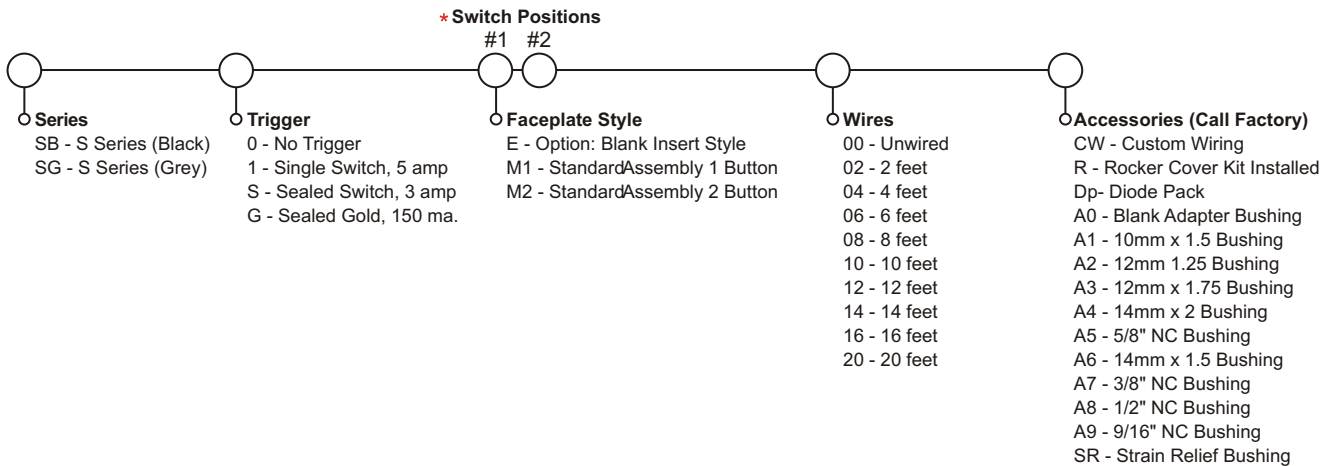 * Switch Positions
#1 #2
Series
SB - S Series (Black)
SG - S Series (Grey)
Trigger
0 - No Trigger
1 - Single Switch, 5 amp
S - Sealed Switch, 3 amp
G - Sealed Gold, 150 ma.
Faceplate Style
E - Option: Blank Insert Style
M1 - StandardAssembly 1 Button
M2 - StandardAssembly 2 Button
Wires
00 - Unwired
02 - 2 feet
04 - 4 feet
06 - 6 feet
08 - 8 feet
10 - 10 feet
12 - 12 feet
14 - 14 feet
16 - 16 feet
20 - 20 feet
Accessories (Call Factory)
CW - Custom Wiring
R - Rocker Cover Kit Installed
Dp- Diode Pack
A0 - Blank Adapter Bushing
A1 - 10mm x 1.5 Bushing
A2 - 12mm 1.25 Bushing
A3 - 12mm x 1.75 Bushing
A4 - 14mm x 2 Bushing
A5 - 5/8" NC Bushing
A6 - 14mm x 1.5 Bushing
A7 - 3/8" NC Bushing
A8 - 1/2" NC Bushing
A9 - 9/16" NC Bushing
SR - Strain Relief Bushing